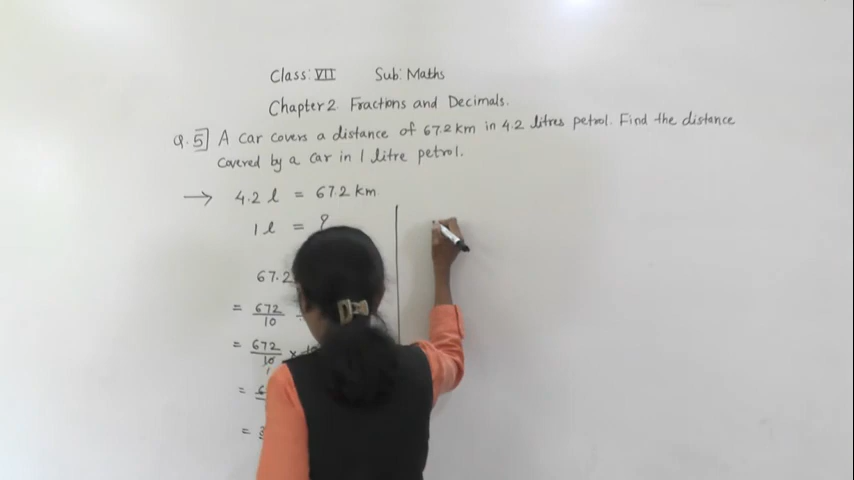 Class: VII Sub: Maths
Chapter 2 Fractions and Decimals.
Q.5] A car covers a distance of 67.2 km in 4.2 litres petrol. Find the distance
covered by a car in 1 litre petrol.
→ 4.2 l = 67.2 km
1 l = ?
67.2
= 672/10 ÷
= 672/10 ×
=
=